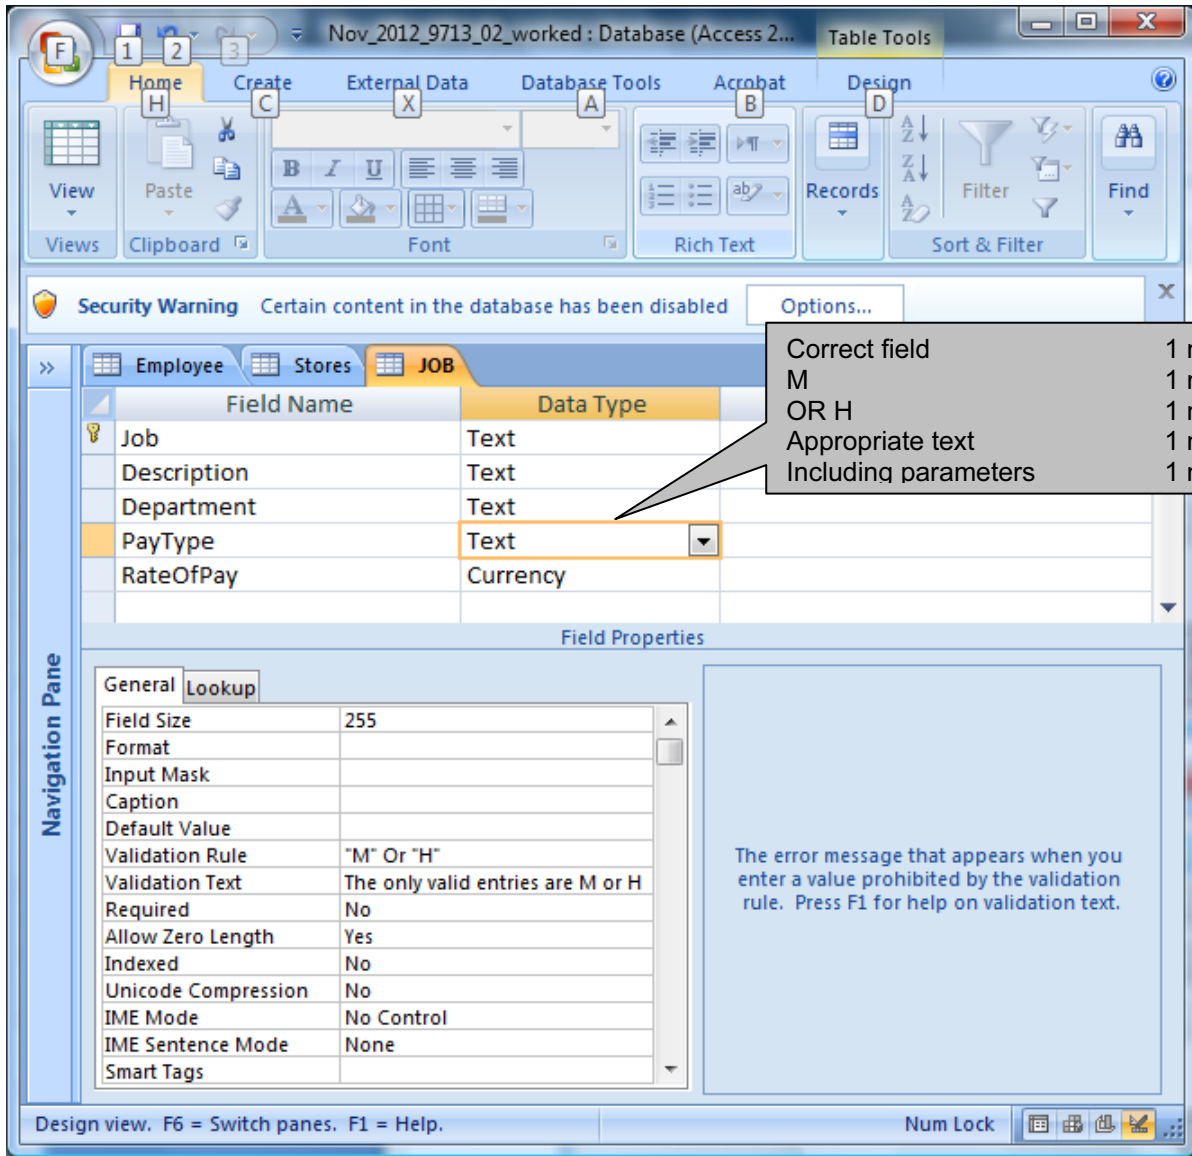 Nov_2012_9713_02_worked : Database (Access 2...
Table Tools
F
1
2
3
Home
Create
External Data
Database Tools
Acrobat
Design
H
C
X
A
B
D
View
Paste
B I U
A
ab
Records
Filter
Find
Views
Clipboard
Font
Rich Text
Sort & Filter
Security Warning Certain content in the database has been disabled
Options...
Correct field 1
M 1
OR H 1
Appropriate text 1
Including parameters 1
Employee
Stores
JOB
Field Name
Data Type
Job Text
Description Text
Department Text
PayType Text
RateOfPay Currency
Field Properties
Navigation Pane
General
Lookup
Field Size 255
Format
Input Mask
Caption
Default Value
Validation Rule "M" Or "H"
Validation Text The only valid entries are M or H
Required No
Allow Zero Length Yes
Indexed No
Unicode Compression No
IME Mode No Control
IME Sentence Mode None
Smart Tags
The error message that appears when you
enter a value prohibited by the validation
rule. Press F1 for help on validation text.
Design view. F6 = Switch panes. F1 = Help.
Num Lock